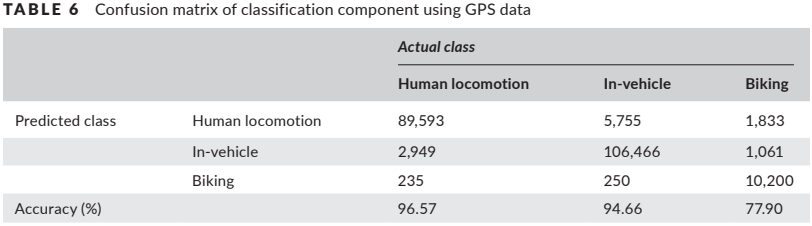 TABLE 6 Confusion matrix of classification component using GPS data
Actual class
Human locomotion In-vehicle Biking
Predicted class Human locomotion 89,593 5,755 1,833
In-vehicle 2,949 106,466 1,061
Biking 235 250 10,200
Accuracy (%) 96.57 94.66 77.90